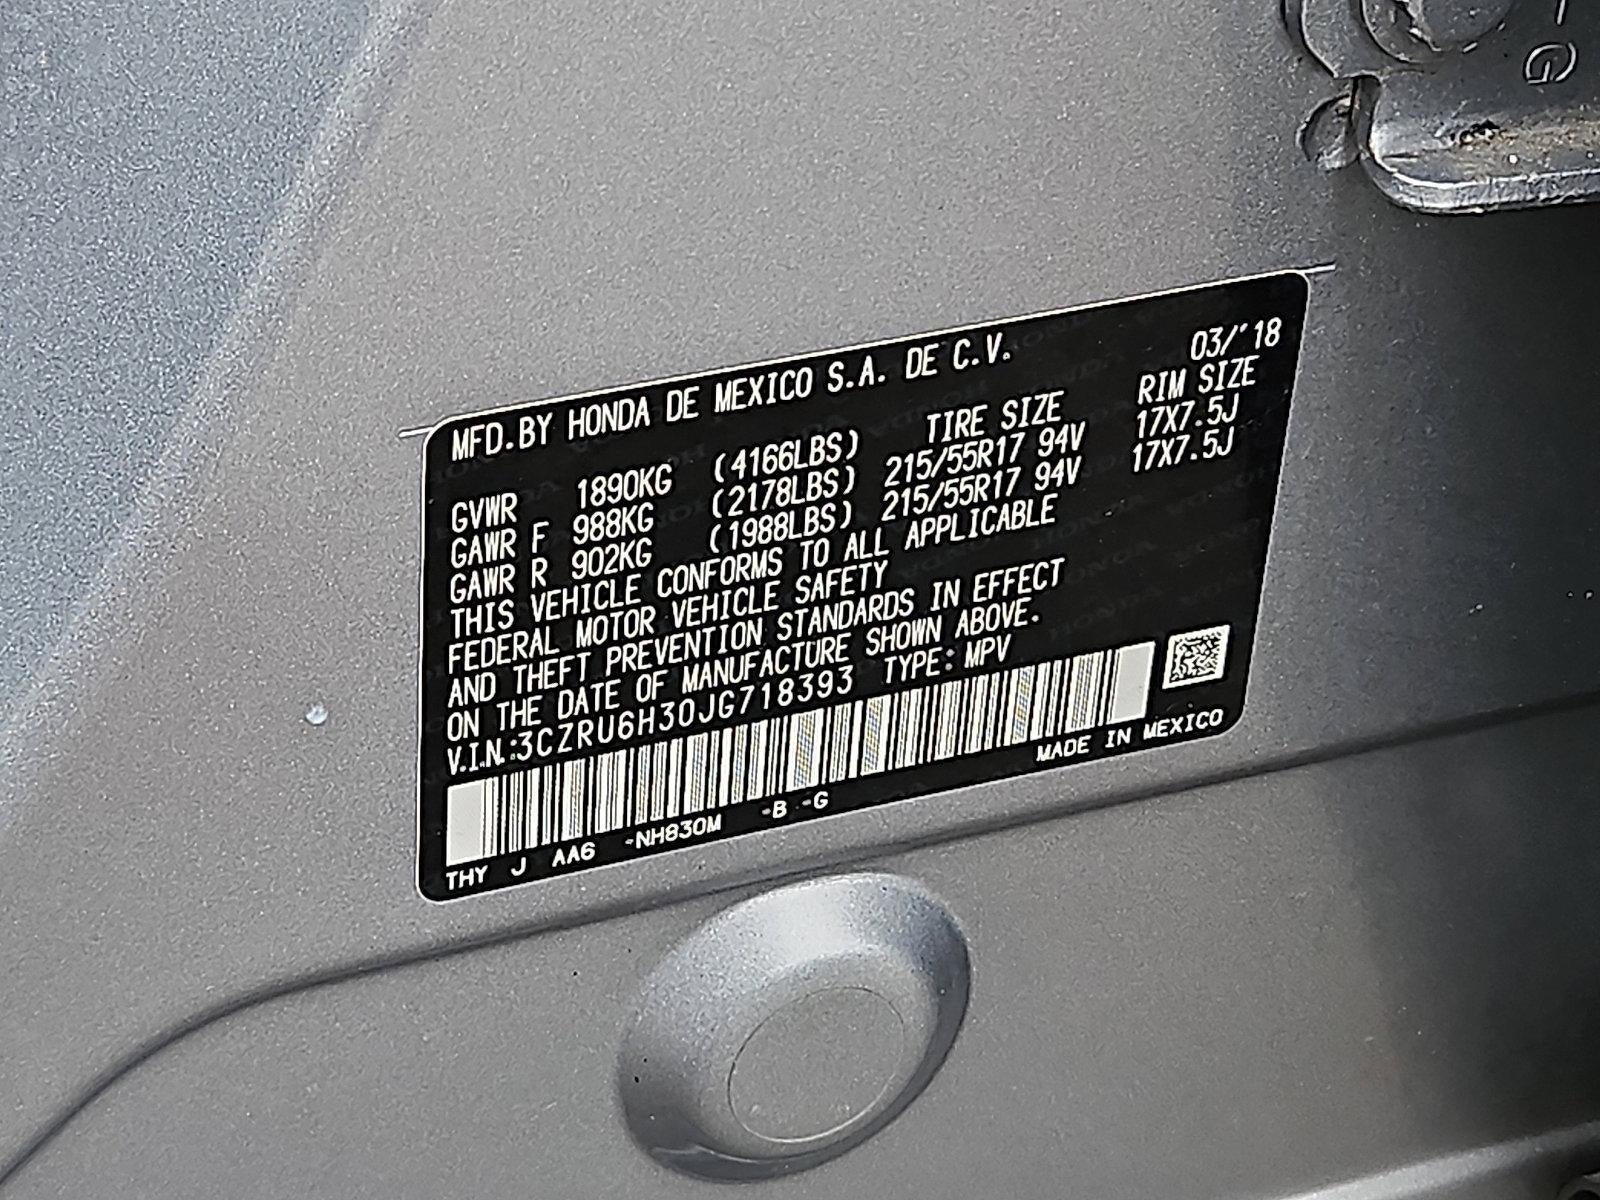 G
MFD.BY HONDA DE MEXICO S.A. DE C.V. 03/'18
TIRE SIZE RIM SIZE
GVWR 1890KG (4166LBS)
GAWR F 988KG (2178LBS) 215/55R17 94V 17X7.5J
GAWR R 902KG (1988LBS) 215/55R17 94V 17X7.5J
THIS VEHICLE CONFORMS TO ALL APPLICABLE
FEDERAL MOTOR VEHICLE SAFETY
AND THEFT PREVENTION STANDARDS IN EFFECT
ON THE DATE OF MANUFACTURE SHOWN ABOVE.
V.I.N.:3CZRU6H30JG718393 TYPE:MPV
THY J AA6 -NH830M -B -G MADE IN MEXICO